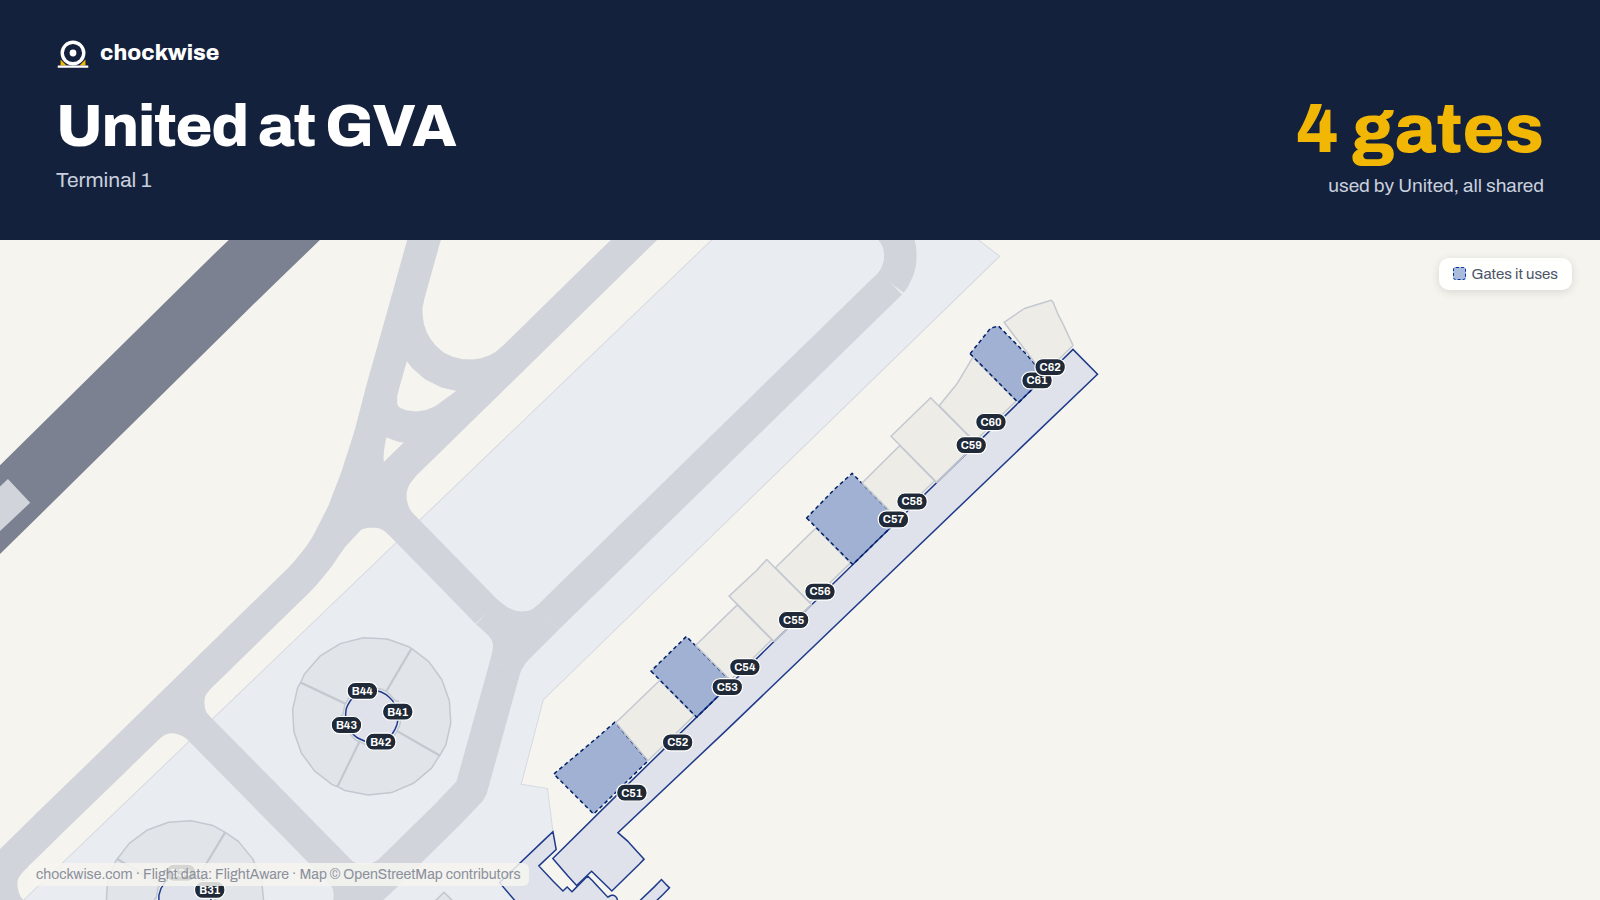 chockwise
United at GVA
Terminal 1
4 gates
used by United, all shared
Gates it uses
C62
C61
C60
C59
C58
C57
C56
C55
C54
C53
C52
C51
B44
B41
B43
B42
B31
chockwise.com · Flight data: FlightAware · Map © OpenStreetMap contributors